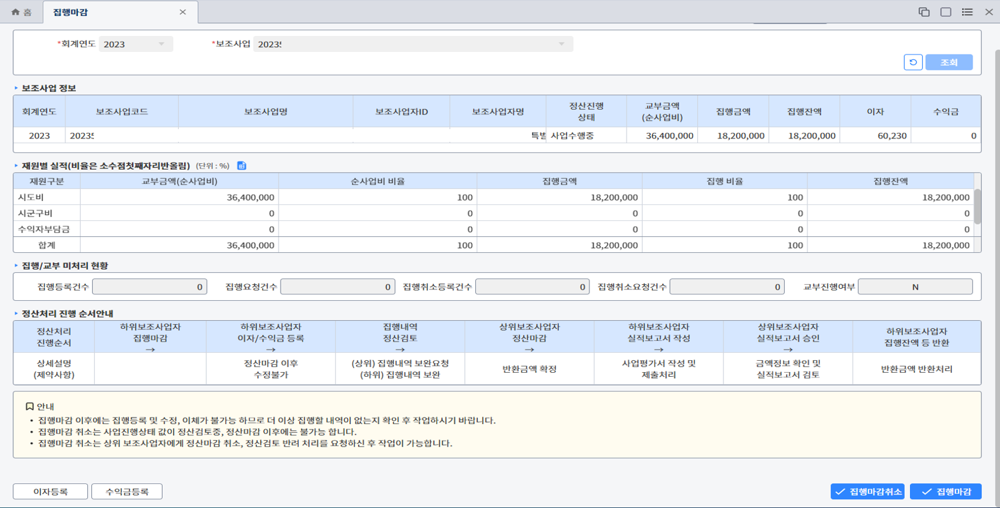 홈 집행마감
*회계연도 2023 *보조사업 2023
조회
보조사업 정보
회계연도 보조사업코드 보조사업명 보조사업자ID 보조사업자명 정산진행 상태 교부금액 (순사업비) 집행금액 집행잔액 이자 수익금
2023 2023 특별 사업수행중 36,400,000 18,200,000 18,200,000 60,230 0
재원별 실적(비율은 소수점첫째자리반올림) (단위 : %)
재원구분 교부금액(순사업비) 순사업비 비율 집행금액 집행 비율 집행잔액
시도비 36,400,000 100 18,200,000 100 18,200,000
시군구비 0 0 0 0 0
수익자부담금 0 0 0 0 0
합계 36,400,000 100 18,200,000 100 18,200,000
집행/교부 미처리 현황
집행등록건수 0 집행요청건수 0 집행취소등록건수 0 집행취소요청건수 0 교부진행여부 N
정산처리 진행 순서안내
정산처리 진행순서 하위보조사업자 집행마감 → 하위보조사업자 이자/수익금 등록 → 집행내역 정산검토 → 상위보조사업자 정산마감 → 하위보조사업자 실적보고서 작성 → 상위보조사업자 실적보고서 승인 → 하위보조사업자 집행잔액 등 반환
상세설명 (제약사항) 정산마감 이후 수정불가 (상위) 집행내역 보완요청 (하위) 집행내역 보완 반환금액 확정 사업평가서 작성 및 제출처리 금액정보 확인 및 실적보고서 검토 반환금액 반환처리
안내
• 집행마감 이후에는 집행등록 및 수정, 이체가 불가능 하므로 더 이상 집행할 내역이 없는지 확인 후 작업하시기 바랍니다.
• 집행마감 취소는 사업진행상태 값이 정산검토중, 정산마감 이후에는 불가능 합니다.
• 집행마감 취소는 상위 보조사업자에게 정산마감 취소, 정산검토 반려 처리를 요청하신 후 작업이 가능합니다.
이자등록 수익금등록 집행마감취소 집행마감